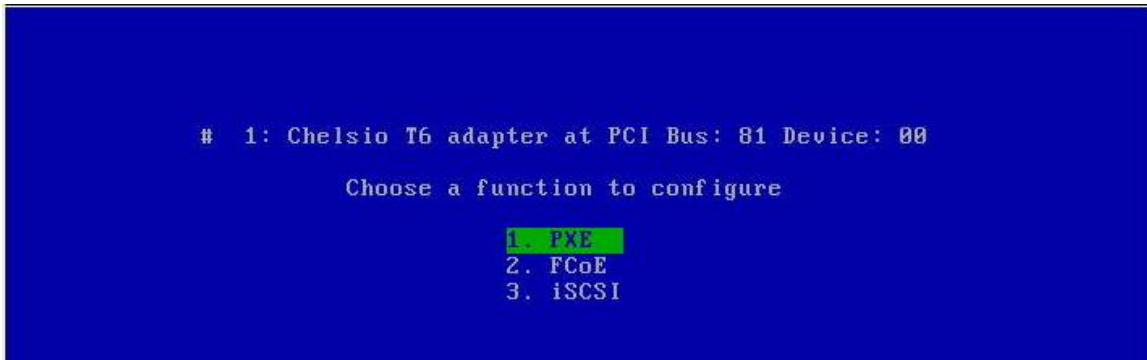 # 1: Chelsio T6 adapter at PCI Bus: 81 Device: 00
Choose a function to configure
1. PXE
2. FCoE
3. iSCSI